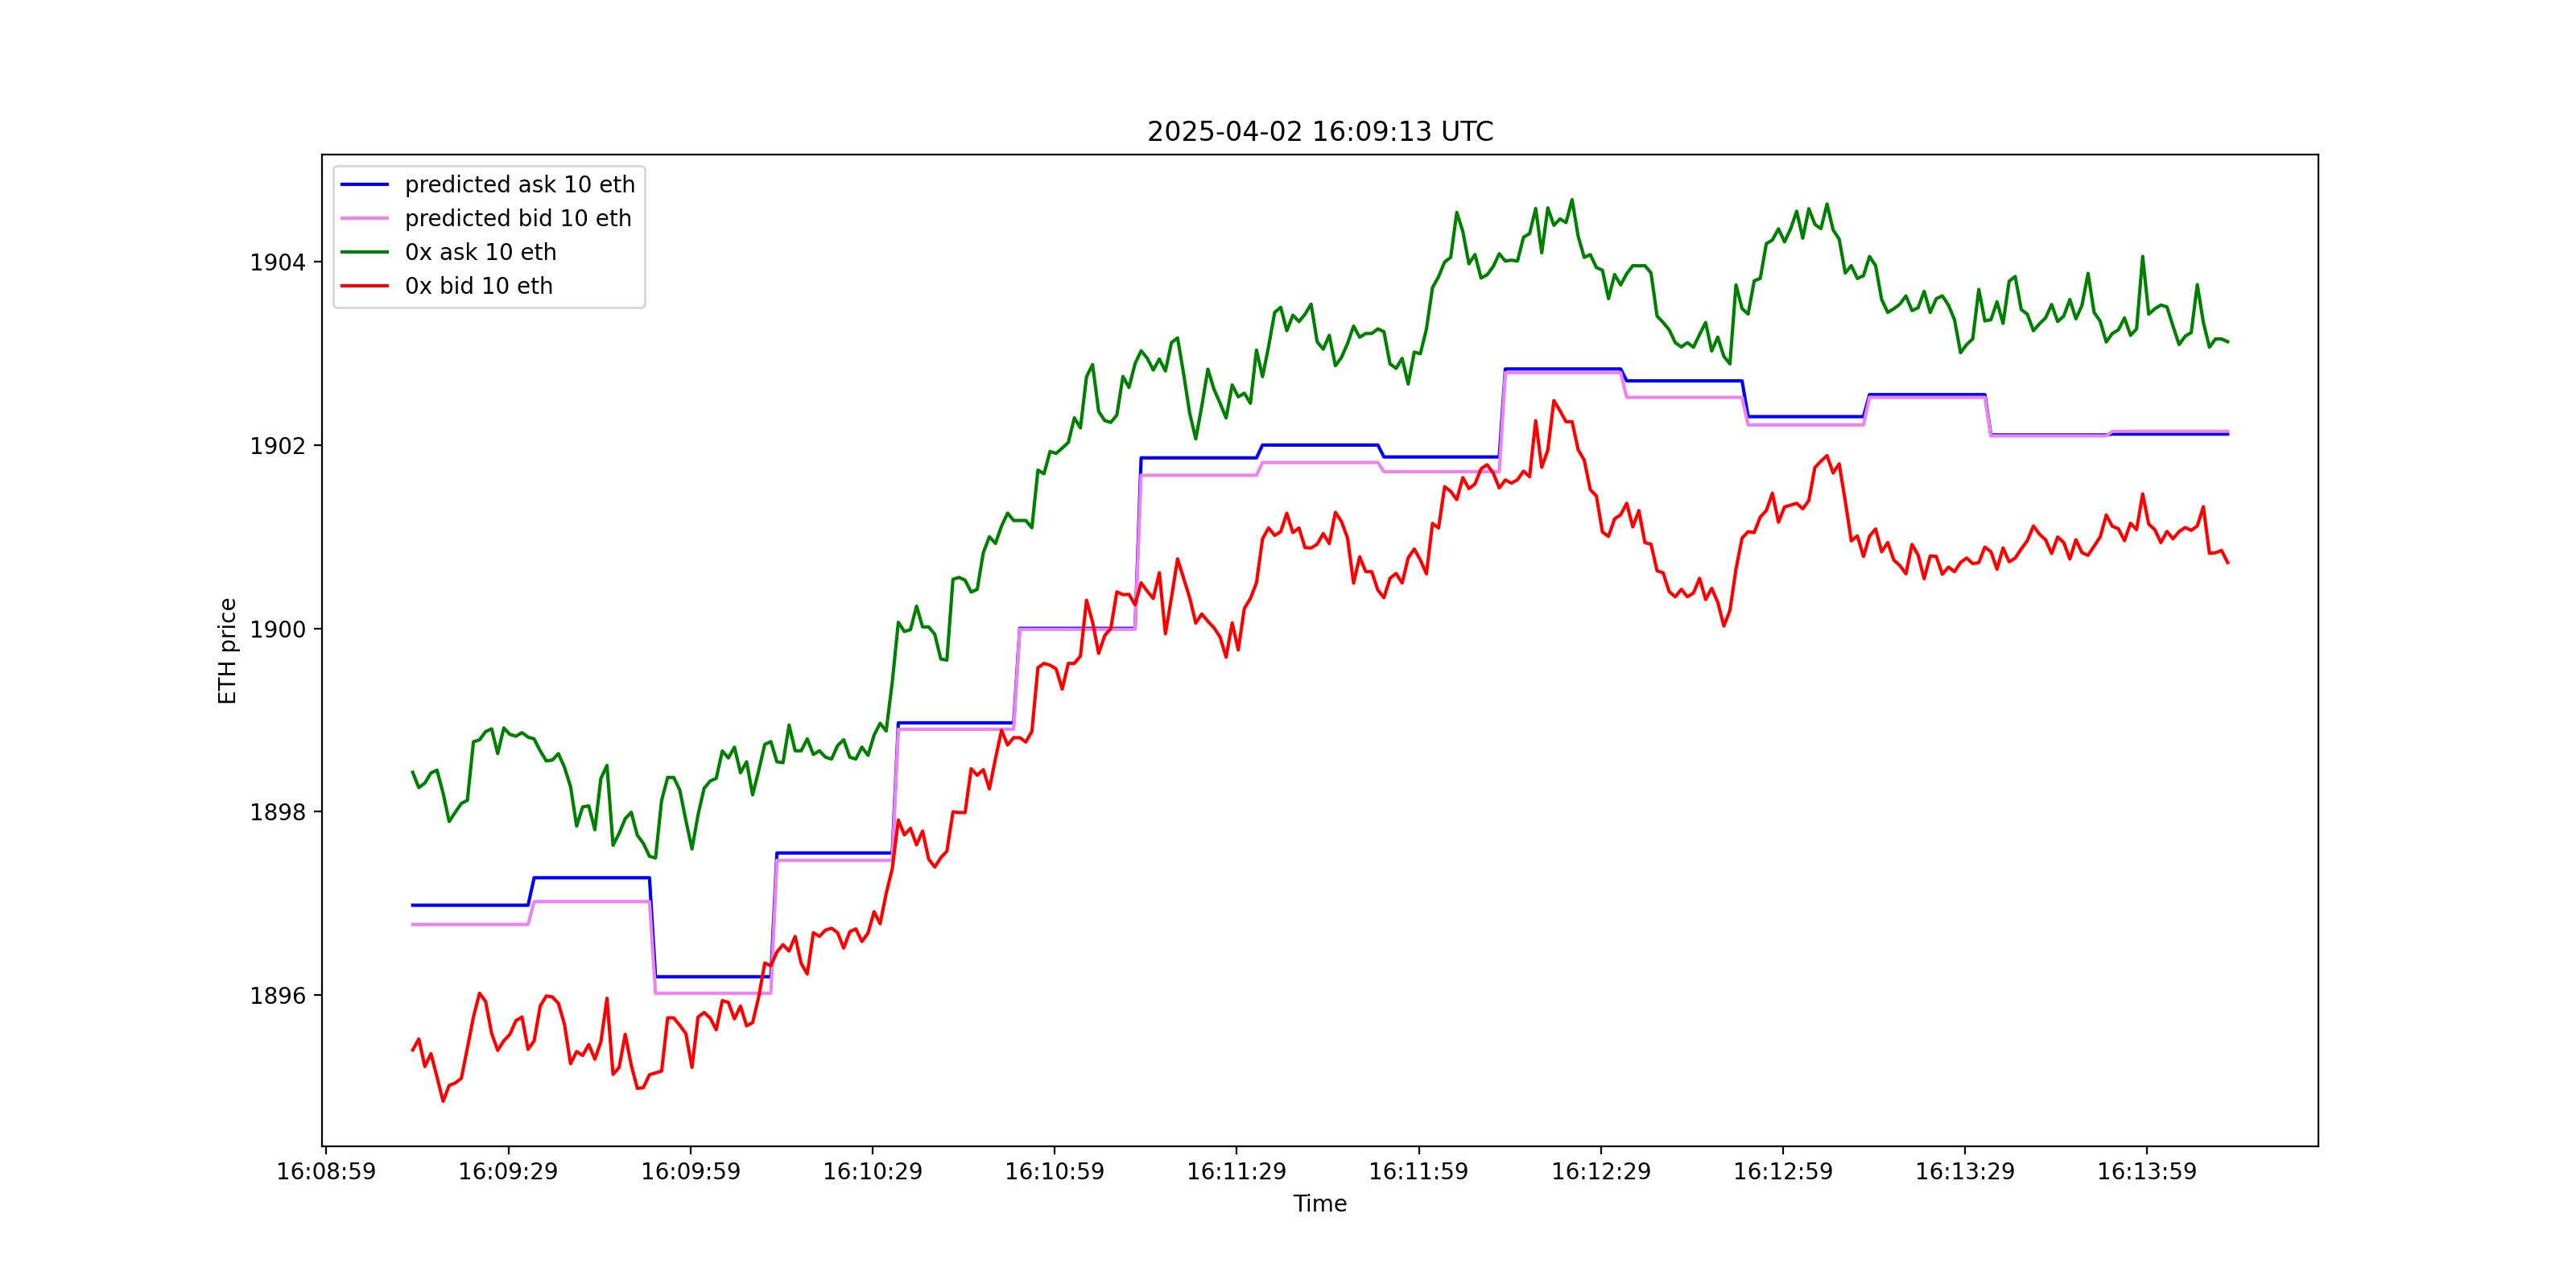 2025-04-02 16:09:13 UTC
predicted ask 10 eth
predicted bid 10 eth
0x ask 10 eth
0x bid 10 eth
ETH price
1904
1902
1900
1898
1896
16:08:59 16:09:29 16:09:59 16:10:29 16:10:59 16:11:29 16:11:59 16:12:29 16:12:59 16:13:29 16:13:59
Time